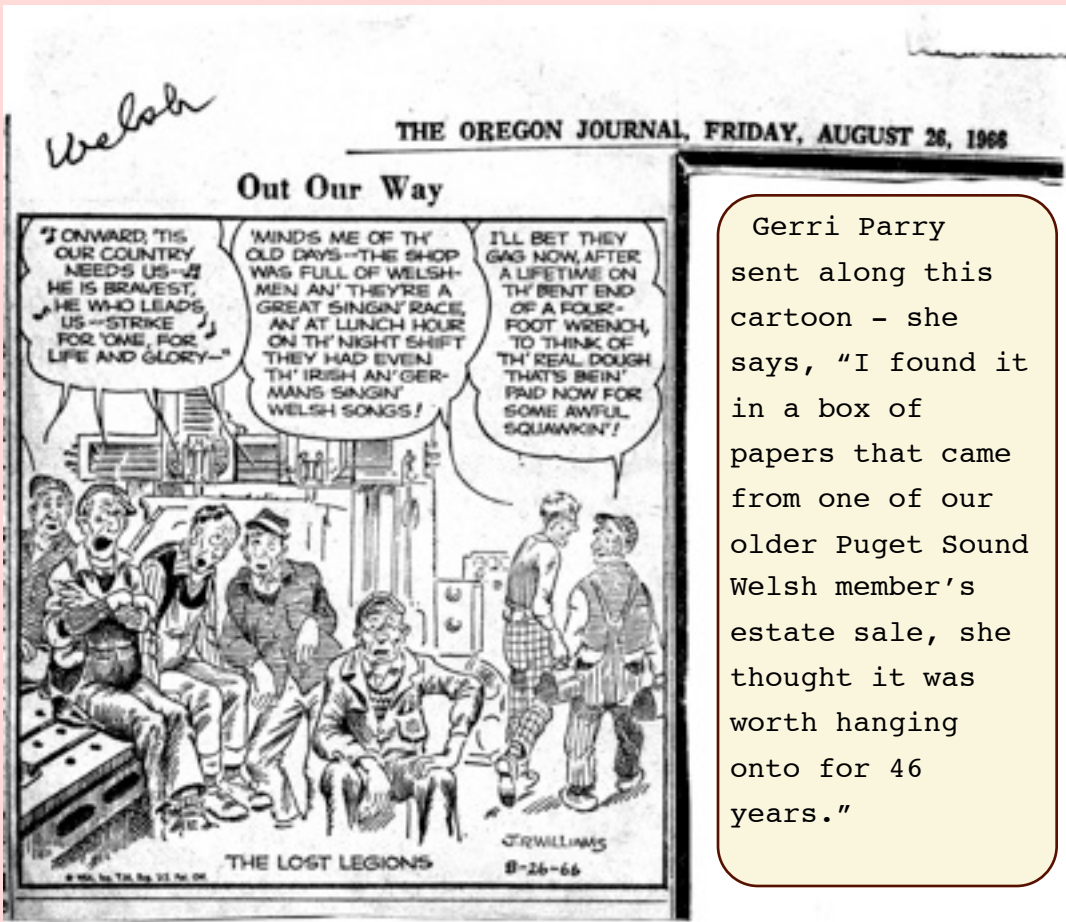 Welsh
THE OREGON JOURNAL, FRIDAY, AUGUST 26, 1966
Out Our Way
"♪ ONWARD, 'TIS
OUR COUNTRY
NEEDS US--♫
HE IS BRAVEST,
♪ HE WHO LEADS
US--STRIKE ♪
FOR 'OME, FOR
LIFE AND GLORY--"
'MINDS ME OF TH'
OLD DAYS--THE SHOP
WAS FULL OF WELSH-
MEN AN' THEY'RE A
GREAT SINGIN' RACE,
AN' AT LUNCH HOUR
ON TH' NIGHT SHIFT
THEY HAD EVEN
TH' IRISH AN' GER-
MANS SINGIN'
WELSH SONGS!
I'LL BET THEY
GAG NOW, AFTER
A LIFETIME ON
TH' BENT END
OF A FOUR-
FOOT WRENCH,
TO THINK OF
TH' REAL DOUGH
THAT'S BEIN'
PAID NOW FOR
SOME AWFUL
SQUAWKIN'!
THE LOST LEGIONS
J.R.WILLIAMS
8-26-66
Gerri Parry
sent along this
cartoon – she
says, “I found it
in a box of
papers that came
from one of our
older Puget Sound
Welsh member’s
estate sale, she
thought it was
worth hanging
onto for 46
years.”